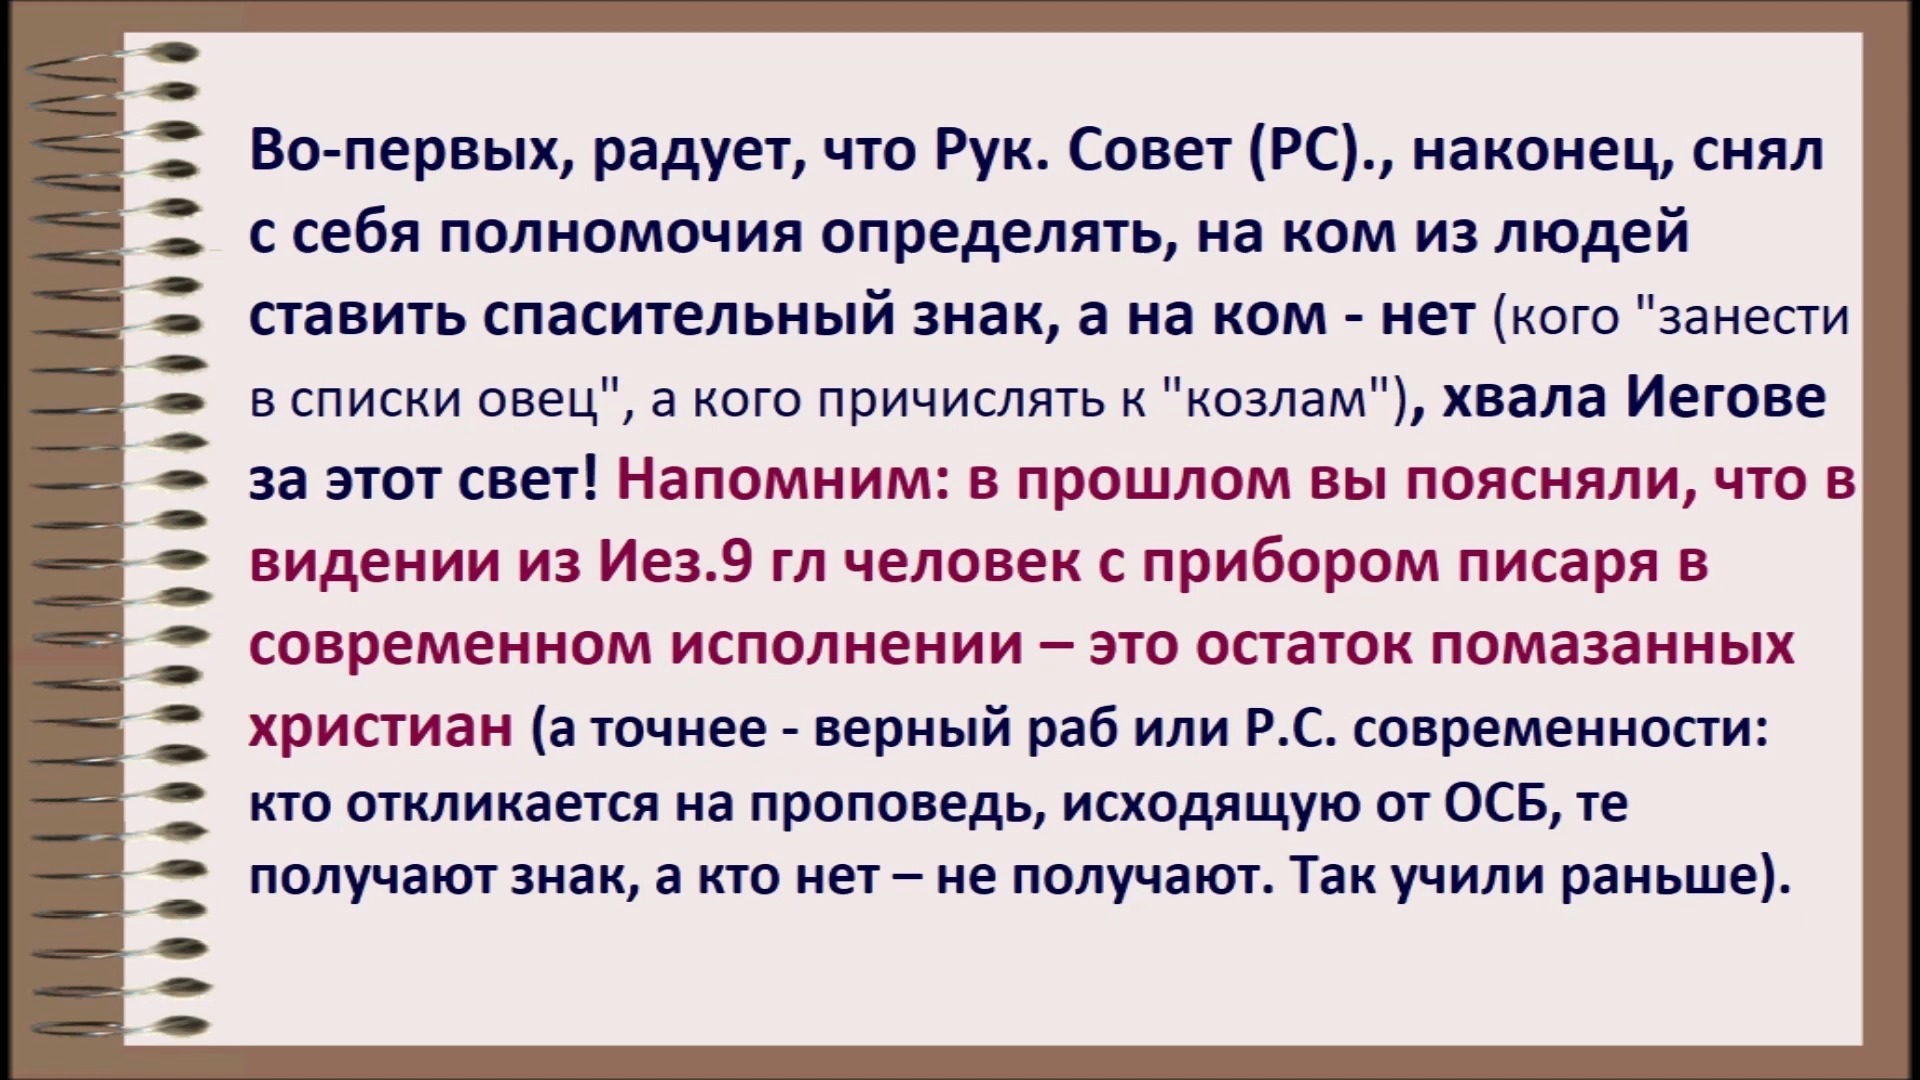 Во-первых, радует, что Рук. Совет (РС)., наконец, снял
с себя полномочия определять, на ком из людей
ставить спасительный знак, а на ком - нет (кого "занести
в списки овец", а кого причислять к "козлам"), хвала Иегове
за этот свет! Напомним: в прошлом вы поясняли, что в
видении из Иез.9 гл человек с прибором писаря в
современном исполнении – это остаток помазанных
христиан (а точнее - верный раб или Р.С. современности:
кто откликается на проповедь, исходящую от ОСБ, те
получают знак, а кто нет – не получают. Так учили раньше).